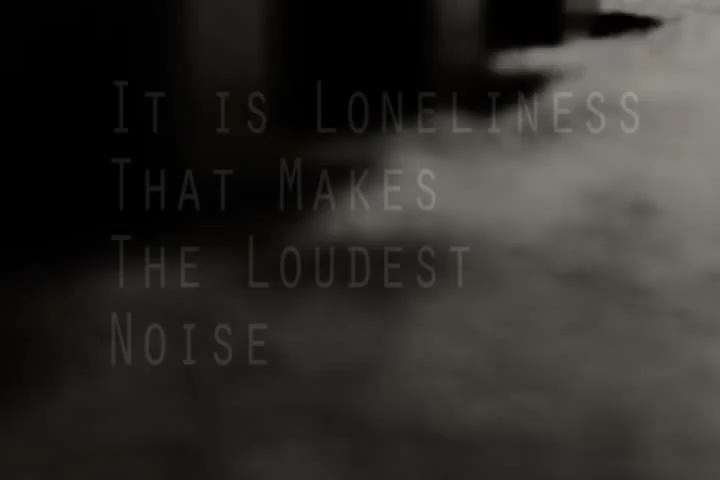 It is Loneliness
That Makes
The Loudest
Noise